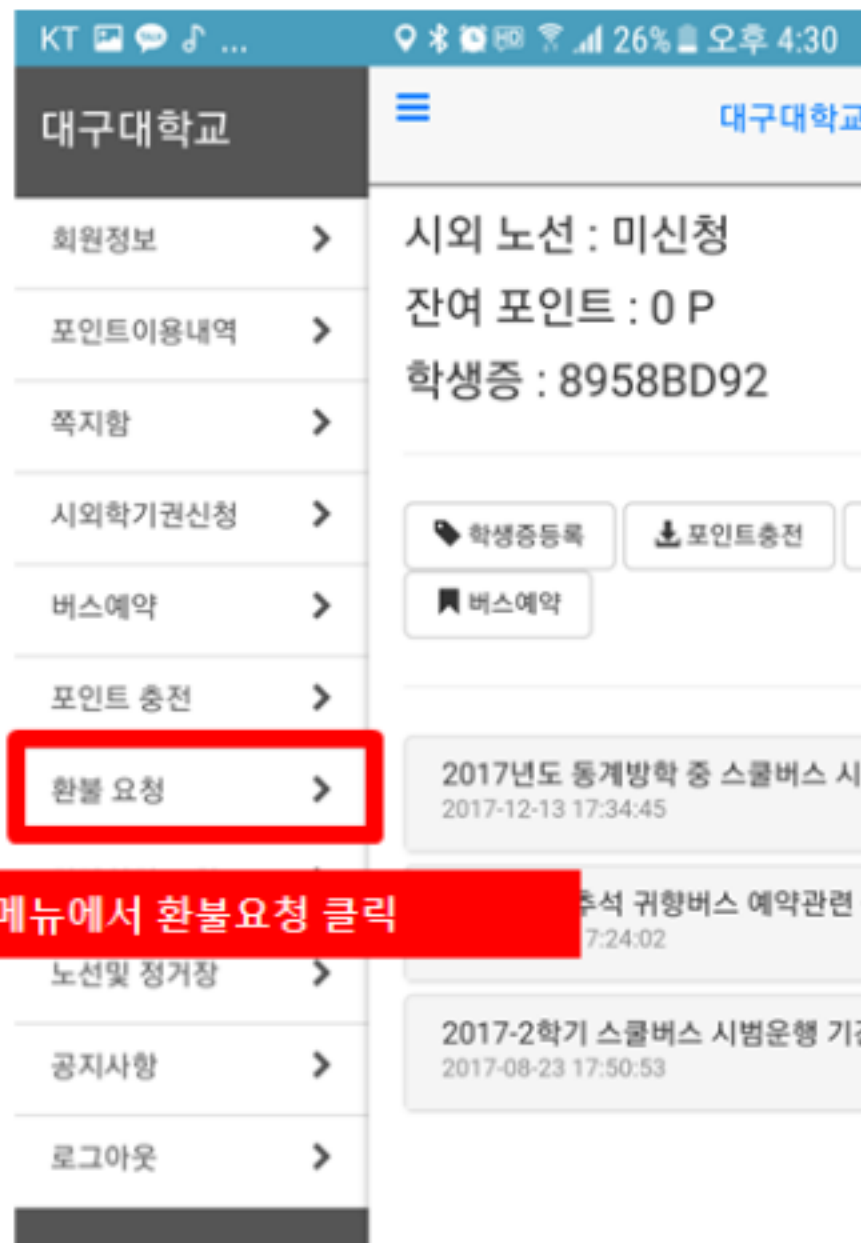 KT ... 26% 오후 4:30
대구대학교
회원정보
포인트이용내역
쪽지함
시외학기권신청
버스예약
포인트 충전
환불 요청
메뉴에서 환불요청 클릭
노선및 정거장
공지사항
로그아웃
대구대학교
시외 노선 : 미신청
잔여 포인트 : 0 P
학생증 : 8958BD92
학생증등록
포인트충전
버스예약
2017년도 동계방학 중 스쿨버스 시
2017-12-13 17:34:45
추석 귀향버스 예약관련
7:24:02
2017-2학기 스쿨버스 시범운행
2017-08-23 17:50:53